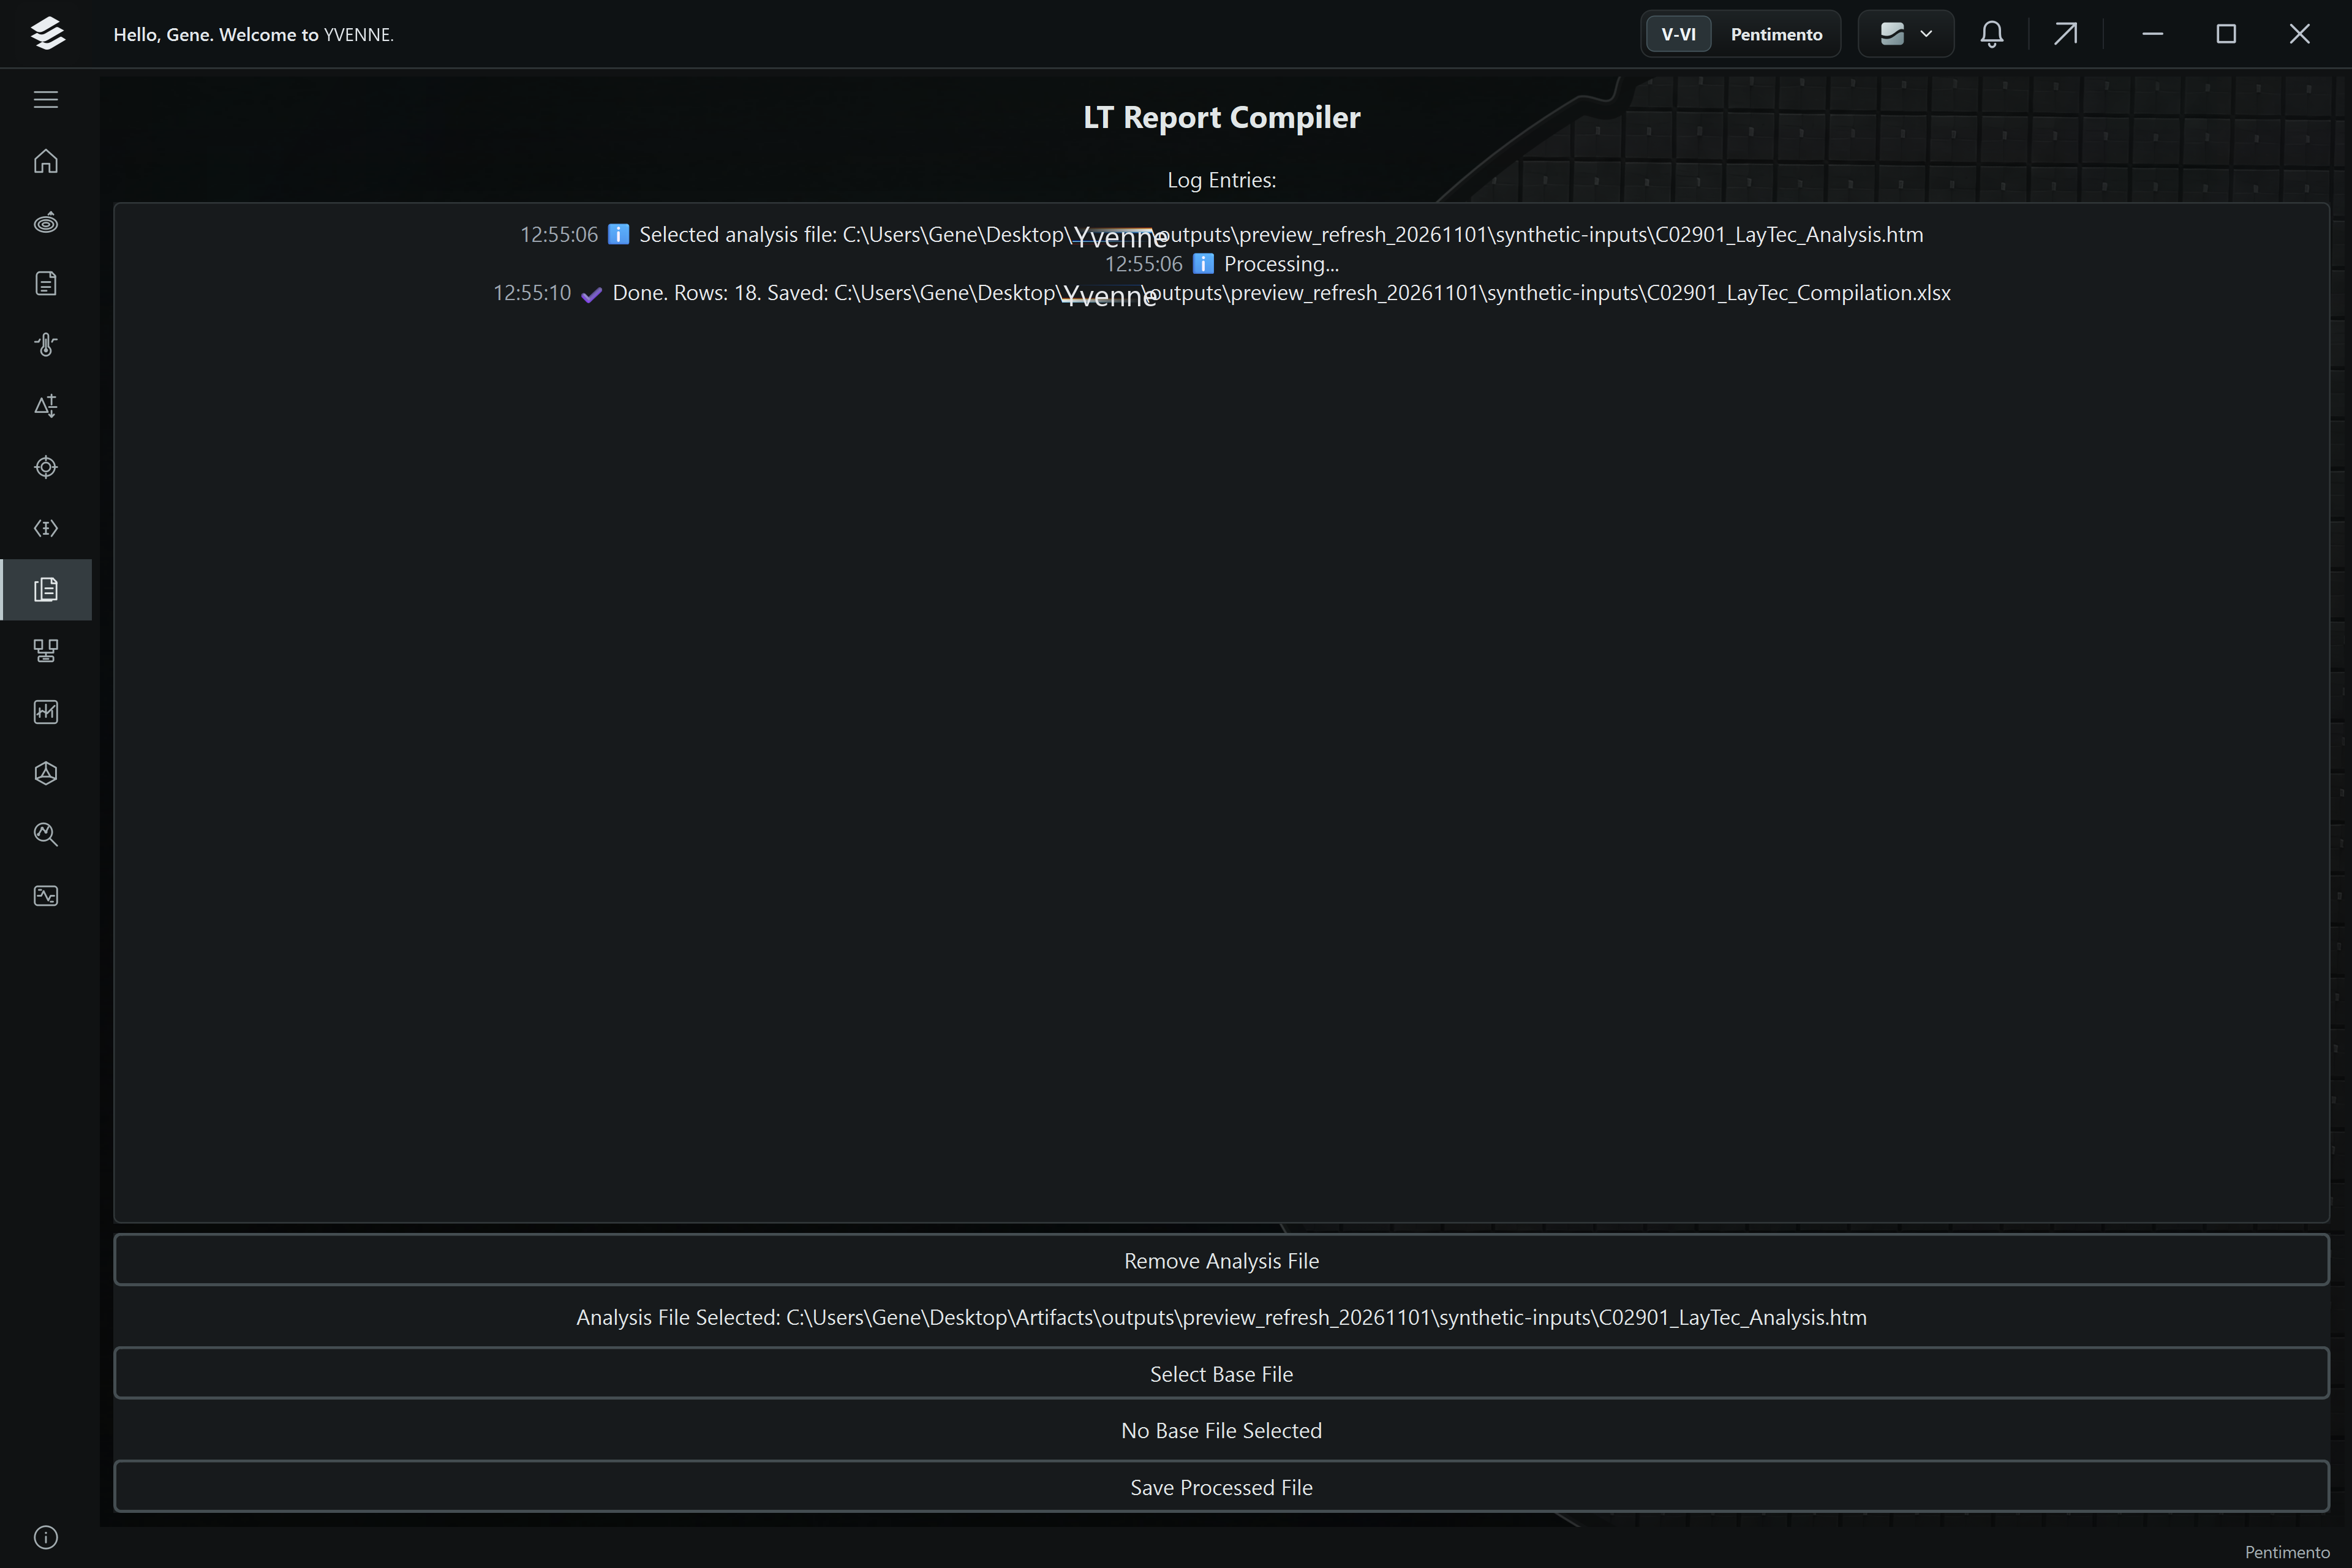 Hello, Gene. Welcome to YVENNE.
V-VI Pentimento
LT Report Compiler
Log Entries:
12:55:06 Selected analysis file: C:\Users\Gene\Desktop\Yvenne\outputs\preview_refresh_20261101\synthetic-inputs\C02901_LayTec_Analysis.htm
12:55:06 Processing...
12:55:10 Done. Rows: 18. Saved: C:\Users\Gene\Desktop\Yvenne\outputs\preview_refresh_20261101\synthetic-inputs\C02901_LayTec_Compilation.xlsx
Remove Analysis File
Analysis File Selected: C:\Users\Gene\Desktop\Artifacts\outputs\preview_refresh_20261101\synthetic-inputs\C02901_LayTec_Analysis.htm
Select Base File
No Base File Selected
Save Processed File
Pentimento